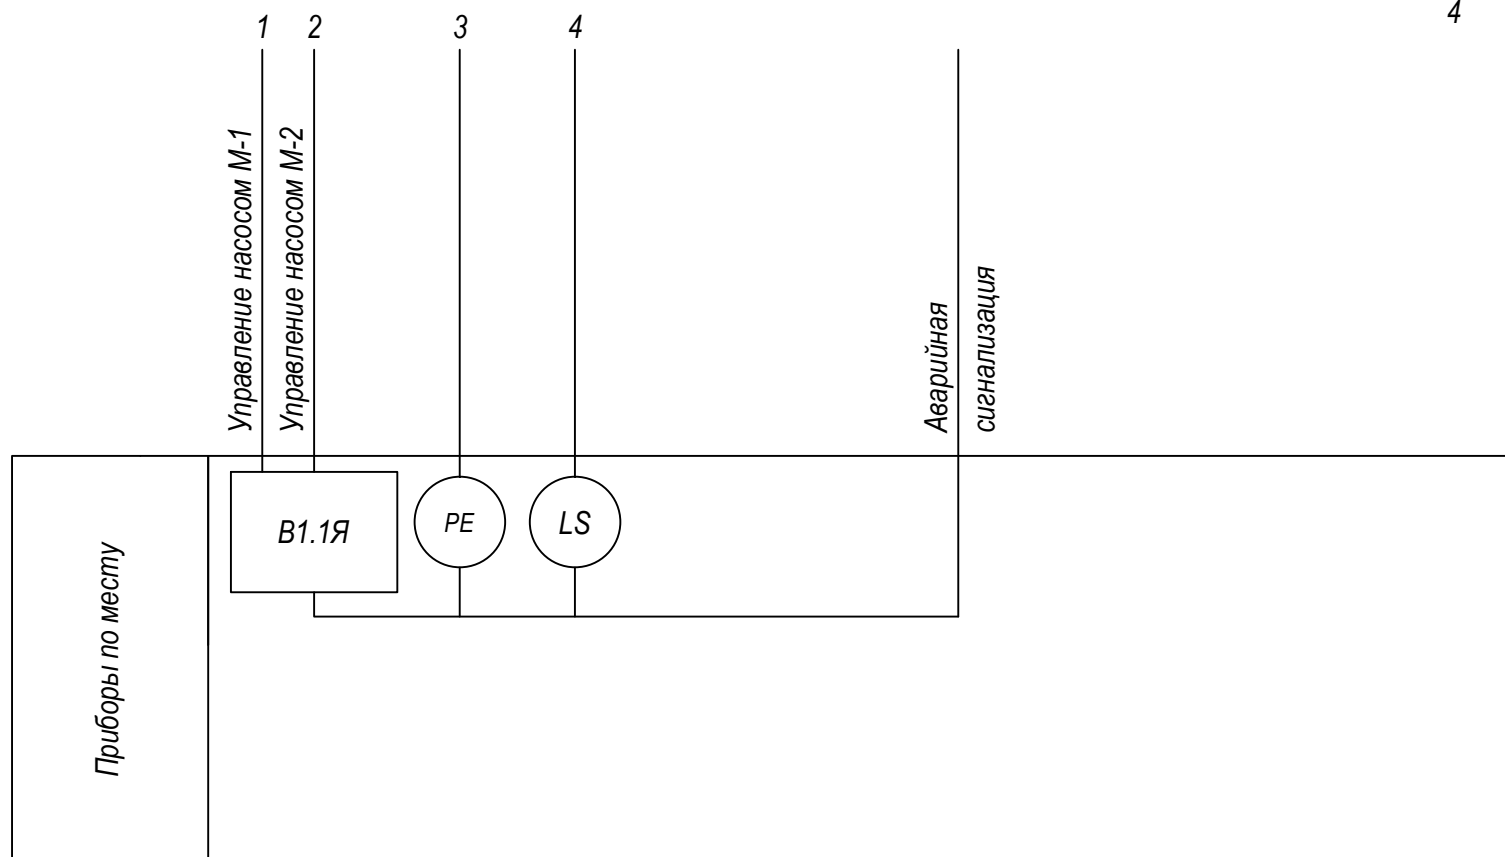 1 2 3 4
4
Управление насосом М-1
Управление насосом М-2
Аварийная
сигнализация
В1.1Я
PE
LS
Приборы по месту